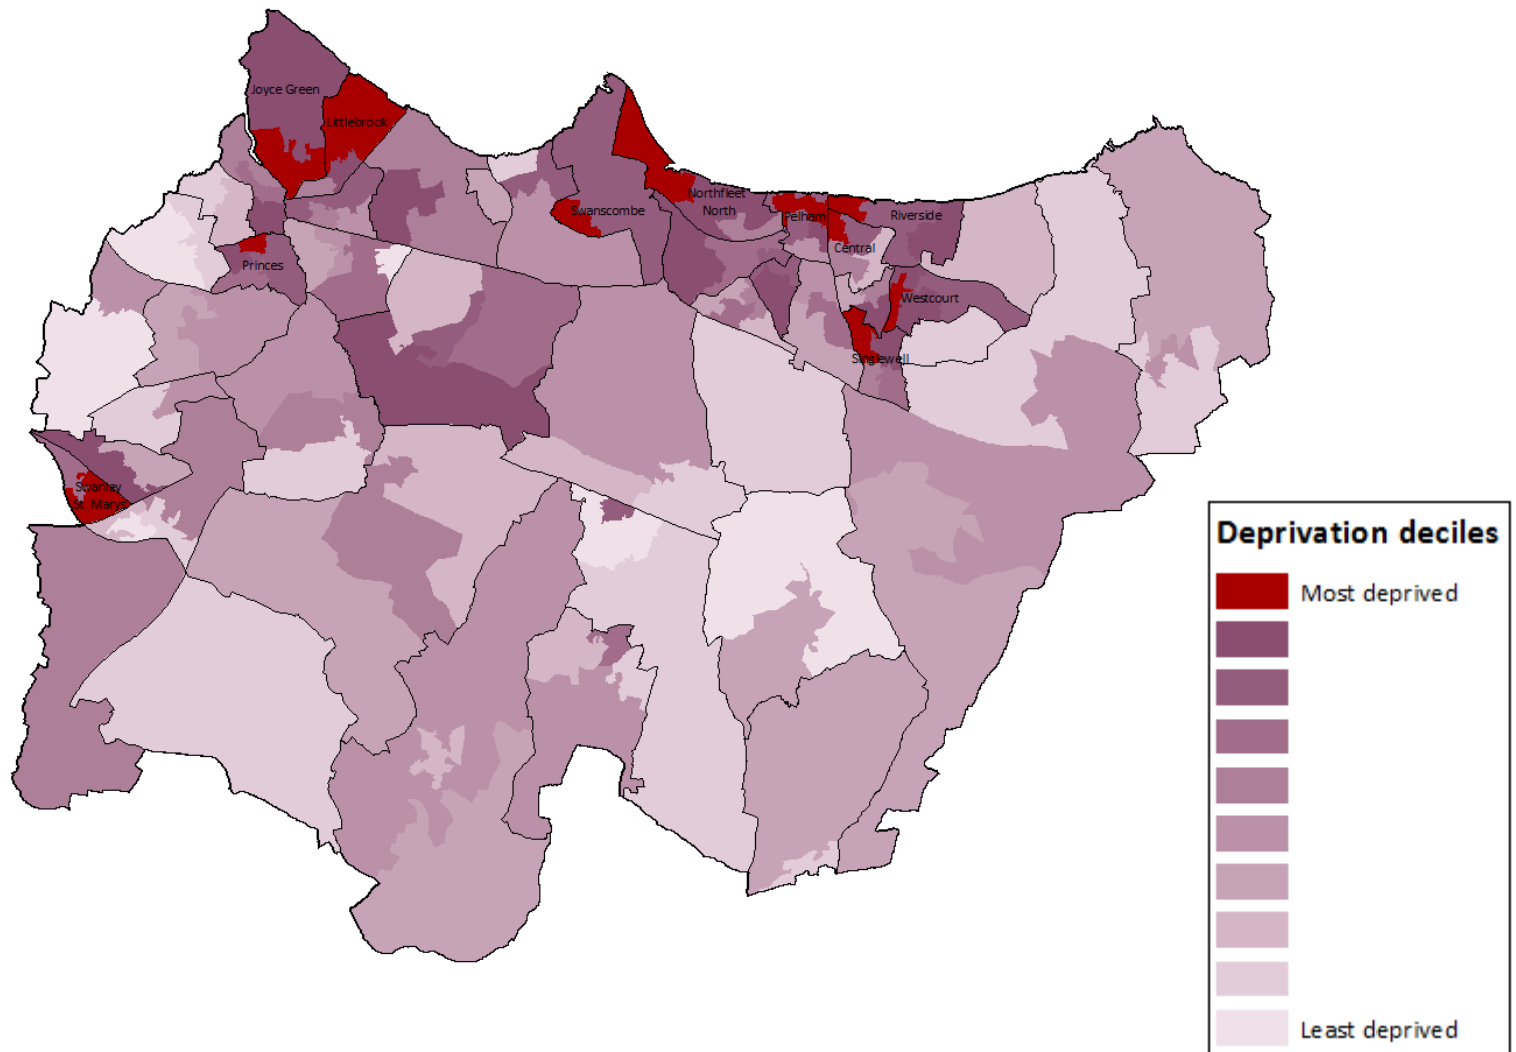 Joyce Green
Littlebrook
Northfleet
North
Swanscombe
Pelham
Riverside
Central
Princes
Westcourt
Singlewell
Swanley
St. Marys
Deprivation deciles
Most deprived
Least deprived